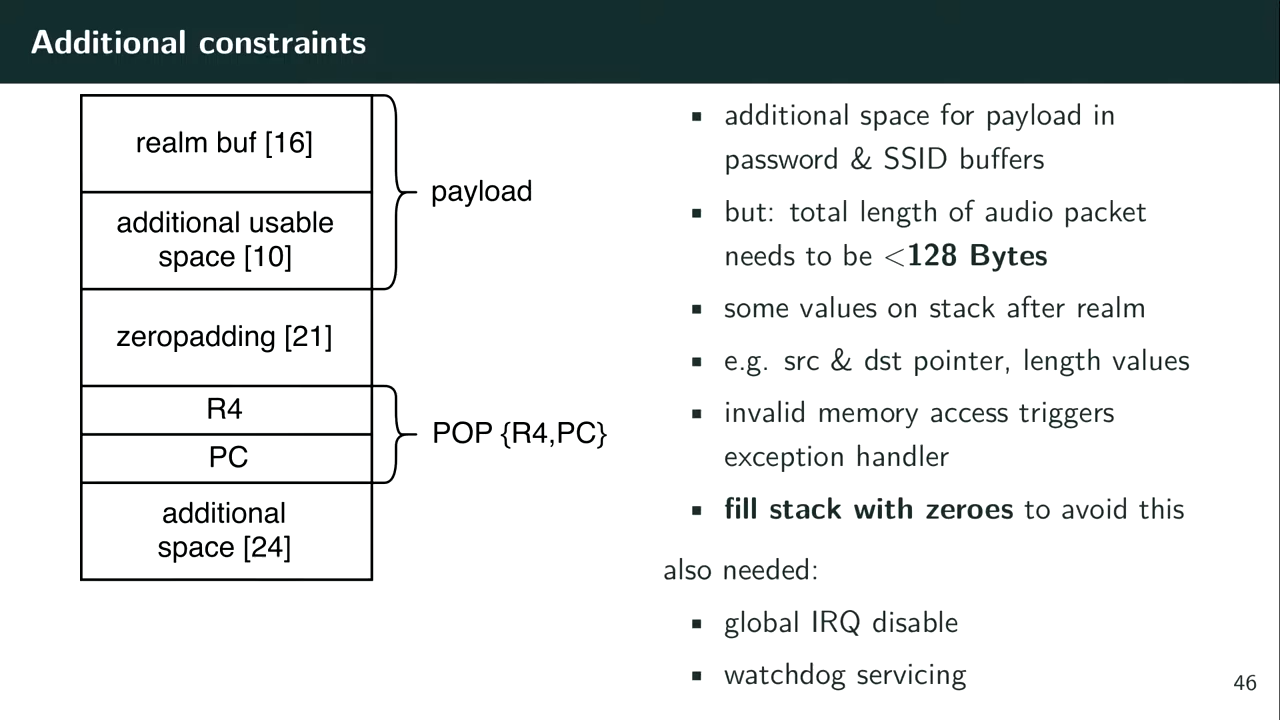 Additional constraints
realm buf [16]
additional usable
space [10]
payload
zeropadding [21]
R4
PC
POP {R4,PC}
additional
space [24]
▪ additional space for payload in
password & SSID buffers
▪ but: total length of audio packet
needs to be <128 Bytes
▪ some values on stack after realm
▪ e.g. src & dst pointer, length values
▪ invalid memory access triggers
exception handler
▪ fill stack with zeroes to avoid this
also needed:
▪ global IRQ disable
▪ watchdog servicing
46